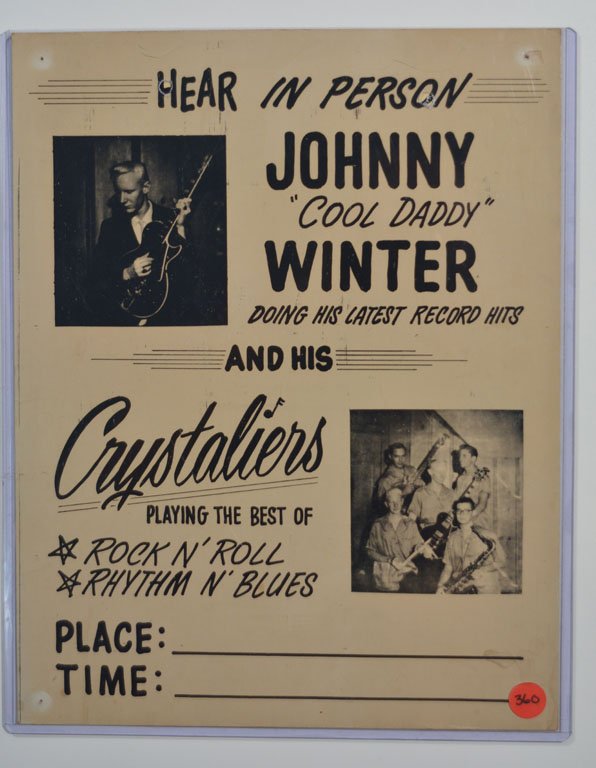 HEAR IN PERSON
JOHNNY
"COOL DADDY"
WINTER
DOING HIS LATEST RECORD HITS
AND HIS
Crystaliers
PLAYING THE BEST OF
ROCK N' ROLL
RHYTHM N' BLUES
PLACE:
TIME:
360